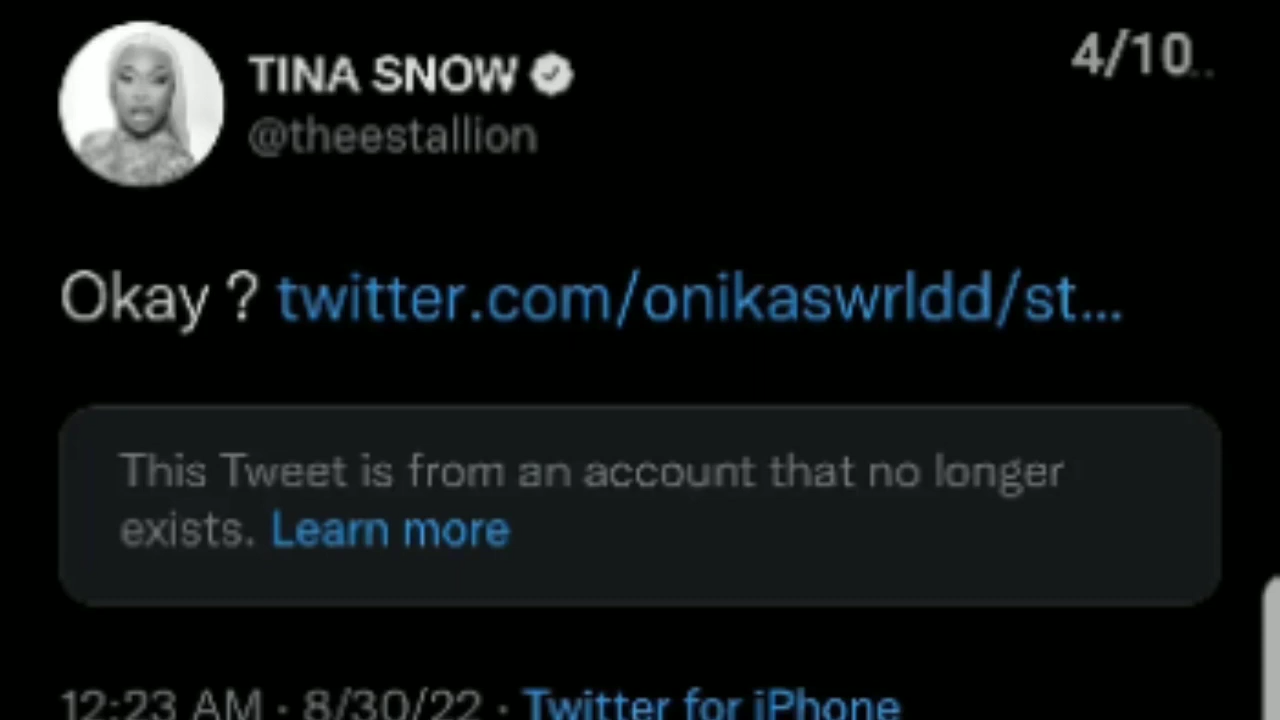 TINA SNOW
4/10..
@theestallion
Okay ? twitter.com/onikaswrldd/st...
This Tweet is from an account that no longer
exists. Learn more
12:23 AM · 8/30/22 · Twitter for iPhone